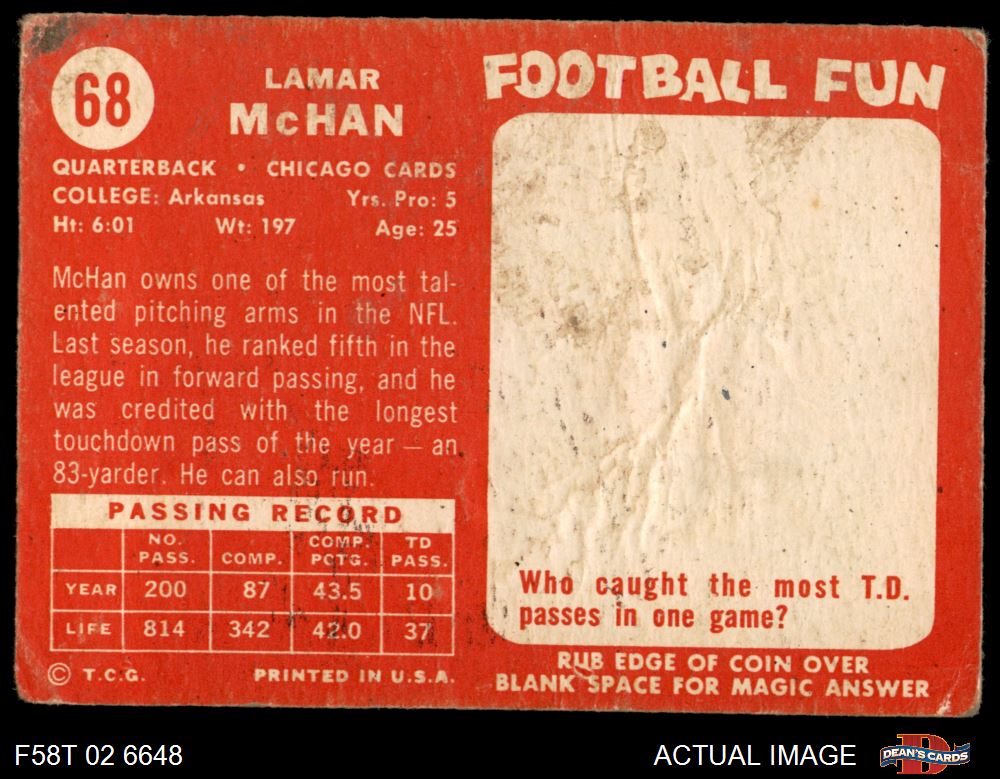 68
LAMAR
McHAN
QUARTERBACK • CHICAGO CARDS
COLLEGE: Arkansas Yrs. Pro: 5
Ht: 6:01 Wt: 197 Age: 25
McHan owns one of the most tal-
ented pitching arms in the NFL.
Last season, he ranked fifth in the
league in forward passing, and he
was credited with the longest
touchdown pass of the year — an
83-yarder. He can also run.
PASSING RECORD
NO. PASS. COMP. COMP. PCTG. TD PASS.
YEAR 200 87 43.5 10
LIFE 814 342 42.0 37
© T.C.G. PRINTED IN U.S.A.
FOOTBALL FUN
Who caught the most T.D.
passes in one game?
RUB EDGE OF COIN OVER
BLANK SPACE FOR MAGIC ANSWER
F58T 02 6648 ACTUAL IMAGE
DEAN'S CARDS